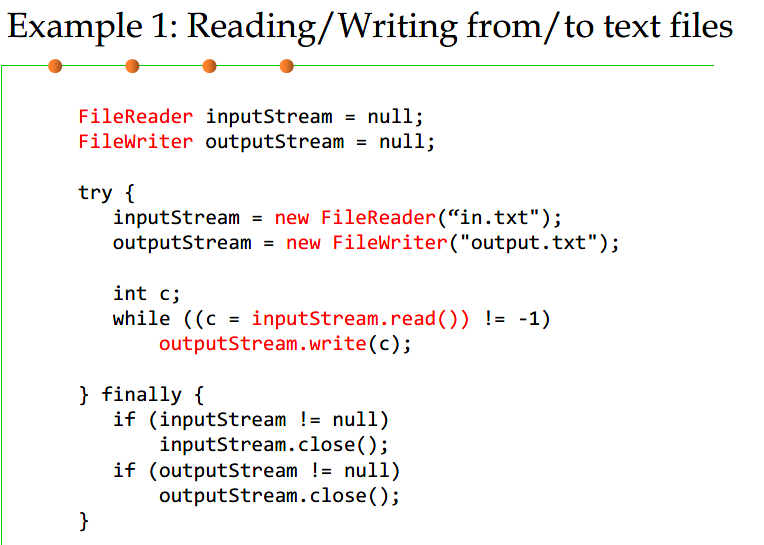 Example 1: Reading/Writing from/to text files
FileReader inputStream = null;
FileWriter outputStream = null;
try {
inputStream = new FileReader(“in.txt");
outputStream = new FileWriter("output.txt");
int c;
while ((c = inputStream.read()) != -1)
outputStream.write(c);
} finally {
if (inputStream != null)
inputStream.close();
if (outputStream != null)
outputStream.close();
}